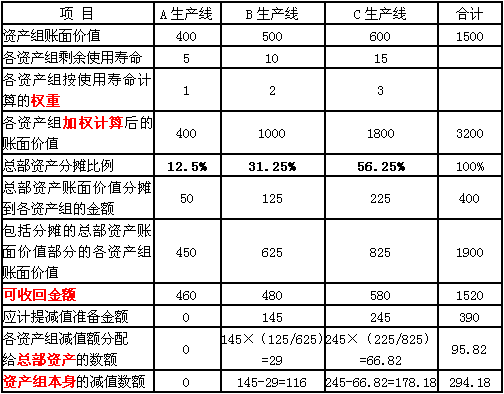 项 目 A 生产线 B 生产线 C 生产线 合计
资产组账面价值 400 500 600 1500
各资产组剩余使用寿命 5 10 15
各资产组按使用寿命计
算的权重 1 2 3
各资产组加权计算后的
账面价值 400 1000 1800 3200
总部资产分摊比例 12.5% 31.25% 56.25% 100%
总部资产账面价值分摊
到各资产组的金额 50 125 225 400
包括分摊的总部资产账
面价值部分的各资产组
账面价值 450 625 825 1900
可收回金额 460 480 580 1520
应计提减值准备金额 0 145 245 390
各资产组减值额分配
给总部资产的数额 0 145×（125/625）
=29 245×（225/825）
=66.82 95.82
资产组本身的减值数额 0 145-29=116 245-66.82=178.18 294.18